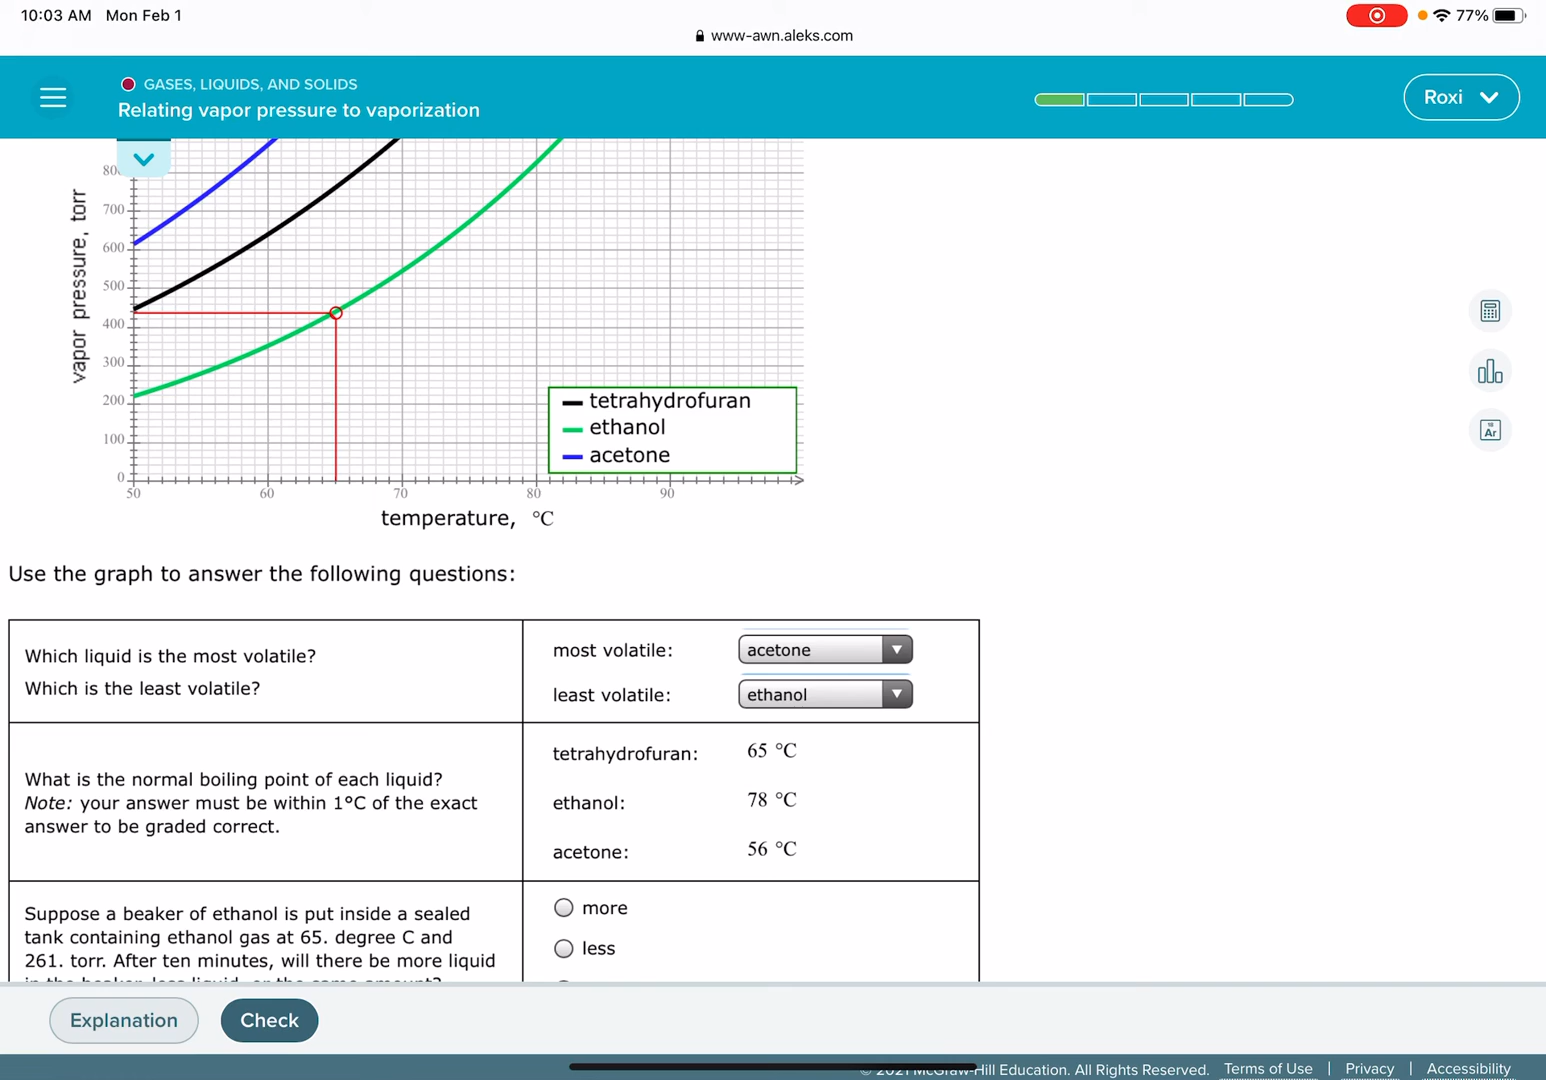 10:03 AM Mon Feb 1
77%
www-awn.aleks.com
GASES, LIQUIDS, AND SOLIDS
Relating vapor pressure to vaporization
Roxi
700
600
500
400
300
200
100
0
vapor pressure, torr
50 60 70 80 90
temperature, °C
tetrahydrofuran
ethanol
acetone
Ar
Use the graph to answer the following questions:
Which liquid is the most volatile?
Which is the least volatile?
most volatile: acetone
least volatile: ethanol
What is the normal boiling point of each liquid?
Note: your answer must be within 1°C of the exact
answer to be graded correct.
tetrahydrofuran: 65 °C
ethanol: 78 °C
acetone: 56 °C
Suppose a beaker of ethanol is put inside a sealed
tank containing ethanol gas at 65. degree C and
261. torr. After ten minutes, will there be more liquid
more
less
Explanation
Check
© 2021 McGraw-Hill Education. All Rights Reserved. Terms of Use | Privacy | Accessibility